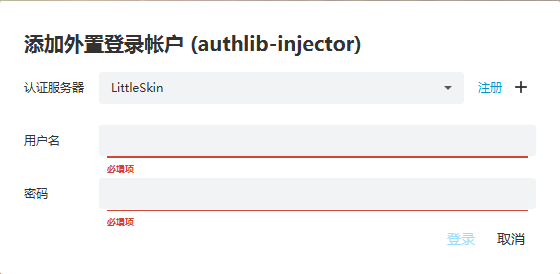 添加外置登录帐户 (authlib-injector)
认证服务器 LittleSkin 注册
用户名
必填项
密码
必填项
登录 取消